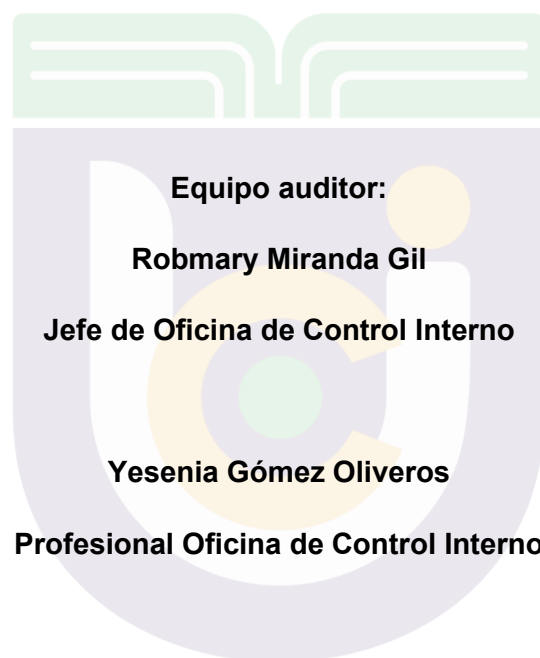 Equipo auditor:
Robmary Miranda Gil
Jefe de Oficina de Control Interno
Yesenia Gómez Oliveros
Profesional Oficina de Control Interno